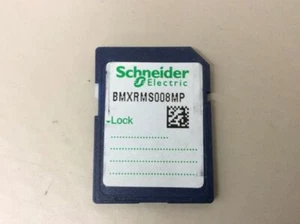 Schneider
Electric
BMXRMS008MP
Lock